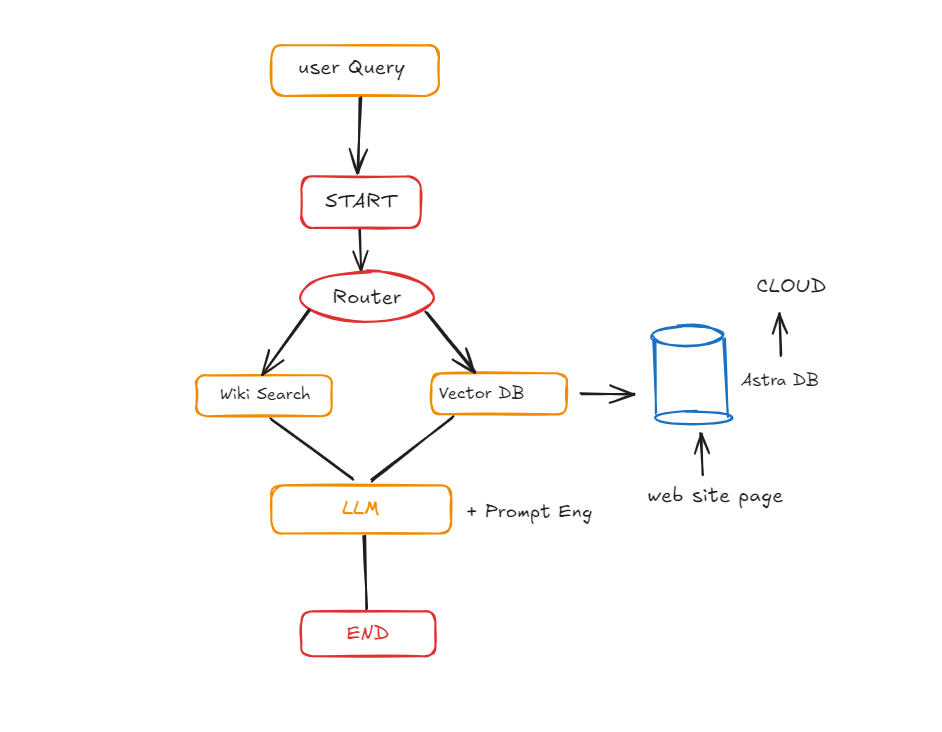 user Query
START
Router
CLOUD
Wiki Search
Vector DB
Astra DB
LLM
+ Prompt Eng
web site page
END